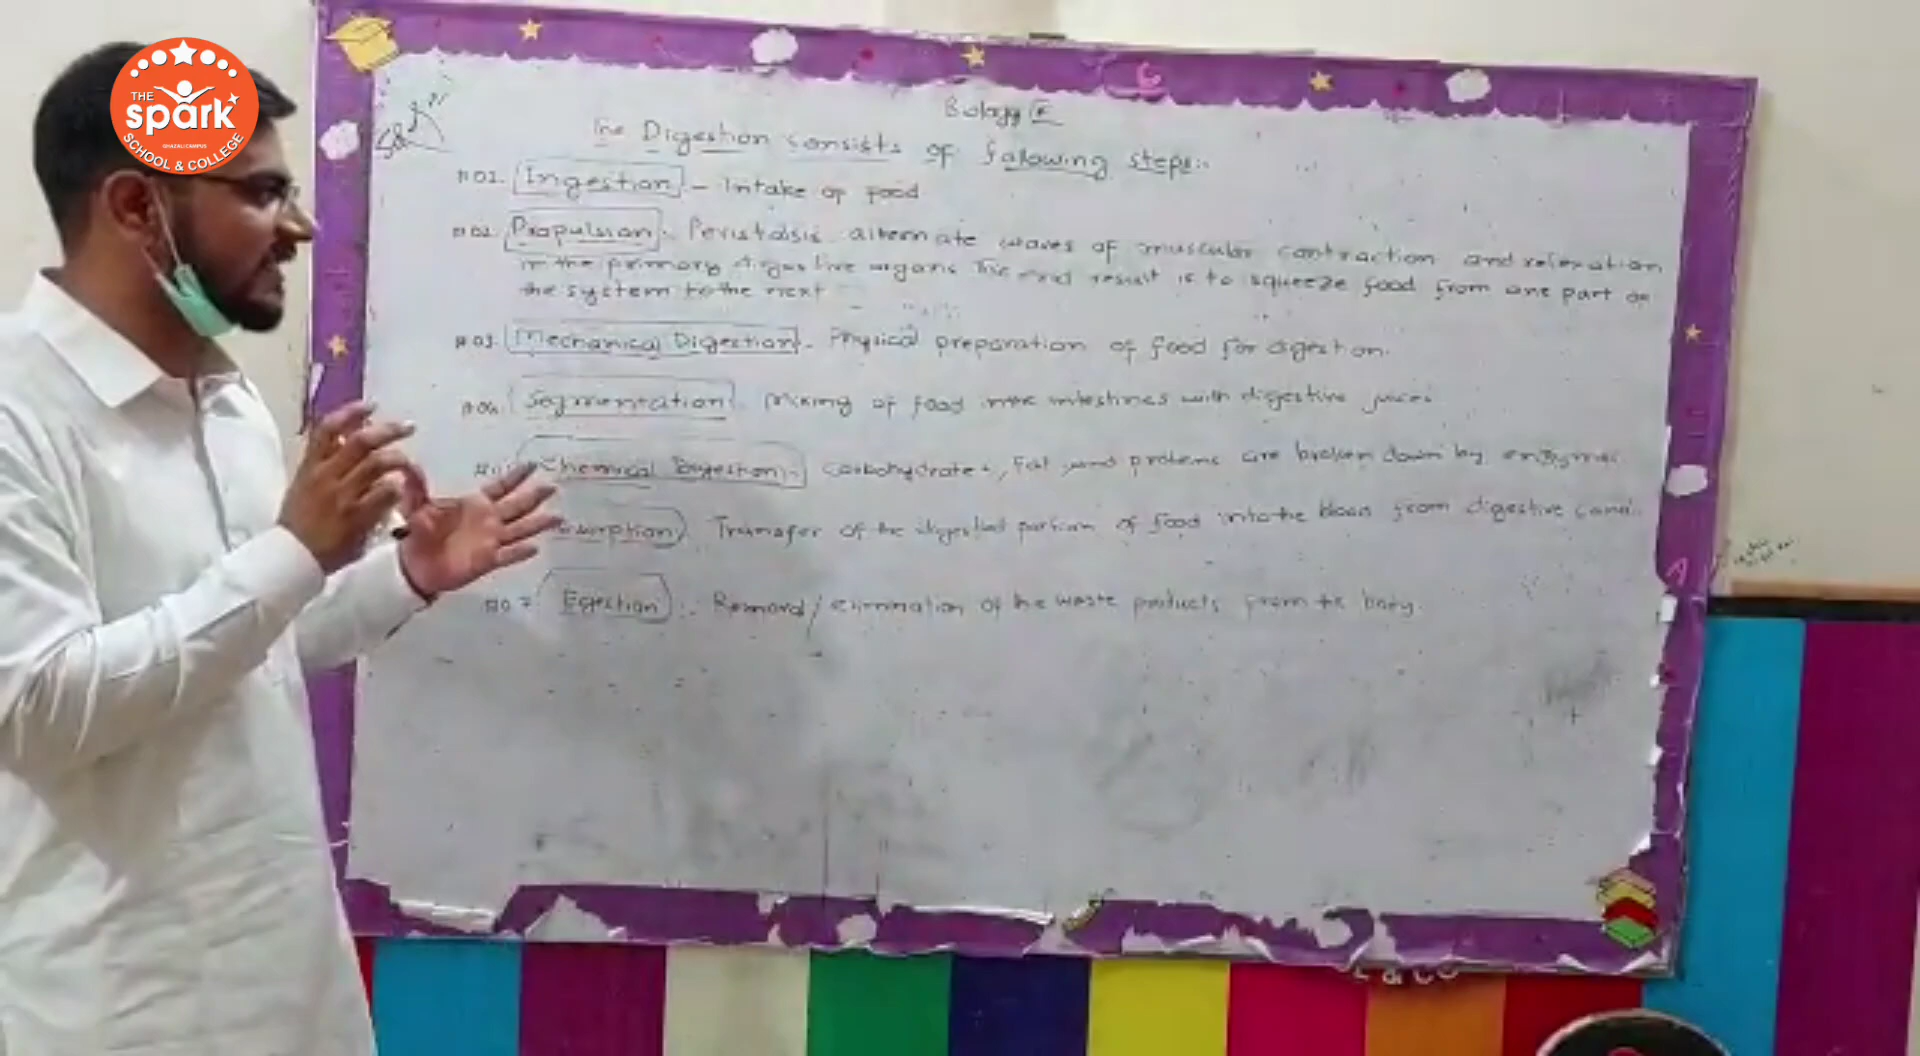 THE
spark
SCHOOL & COLLEGE
GHAZALI CAMPUS
Biology
The Digestion consists of following steps:.
#01. Ingestion - Intake of food
#02. Propulsion. Peristalsis alternate waves of muscular contraction and relaxation
in the primary digestive organs The end result is to squeeze food from one part of
the system to the next
#03. Mechanical Digestion. Physical preparation of food for digestion.
#04. Segmentation. Mixing of food in the intestines with digestive juices
Chemical Digestion. Carbohydrates, Fat and proteins are broken down by enzymes
Transfer of the digested portion of food into the blood from digestive canal.
#07. Egestion. Removal/elimination of the waste products from the body.